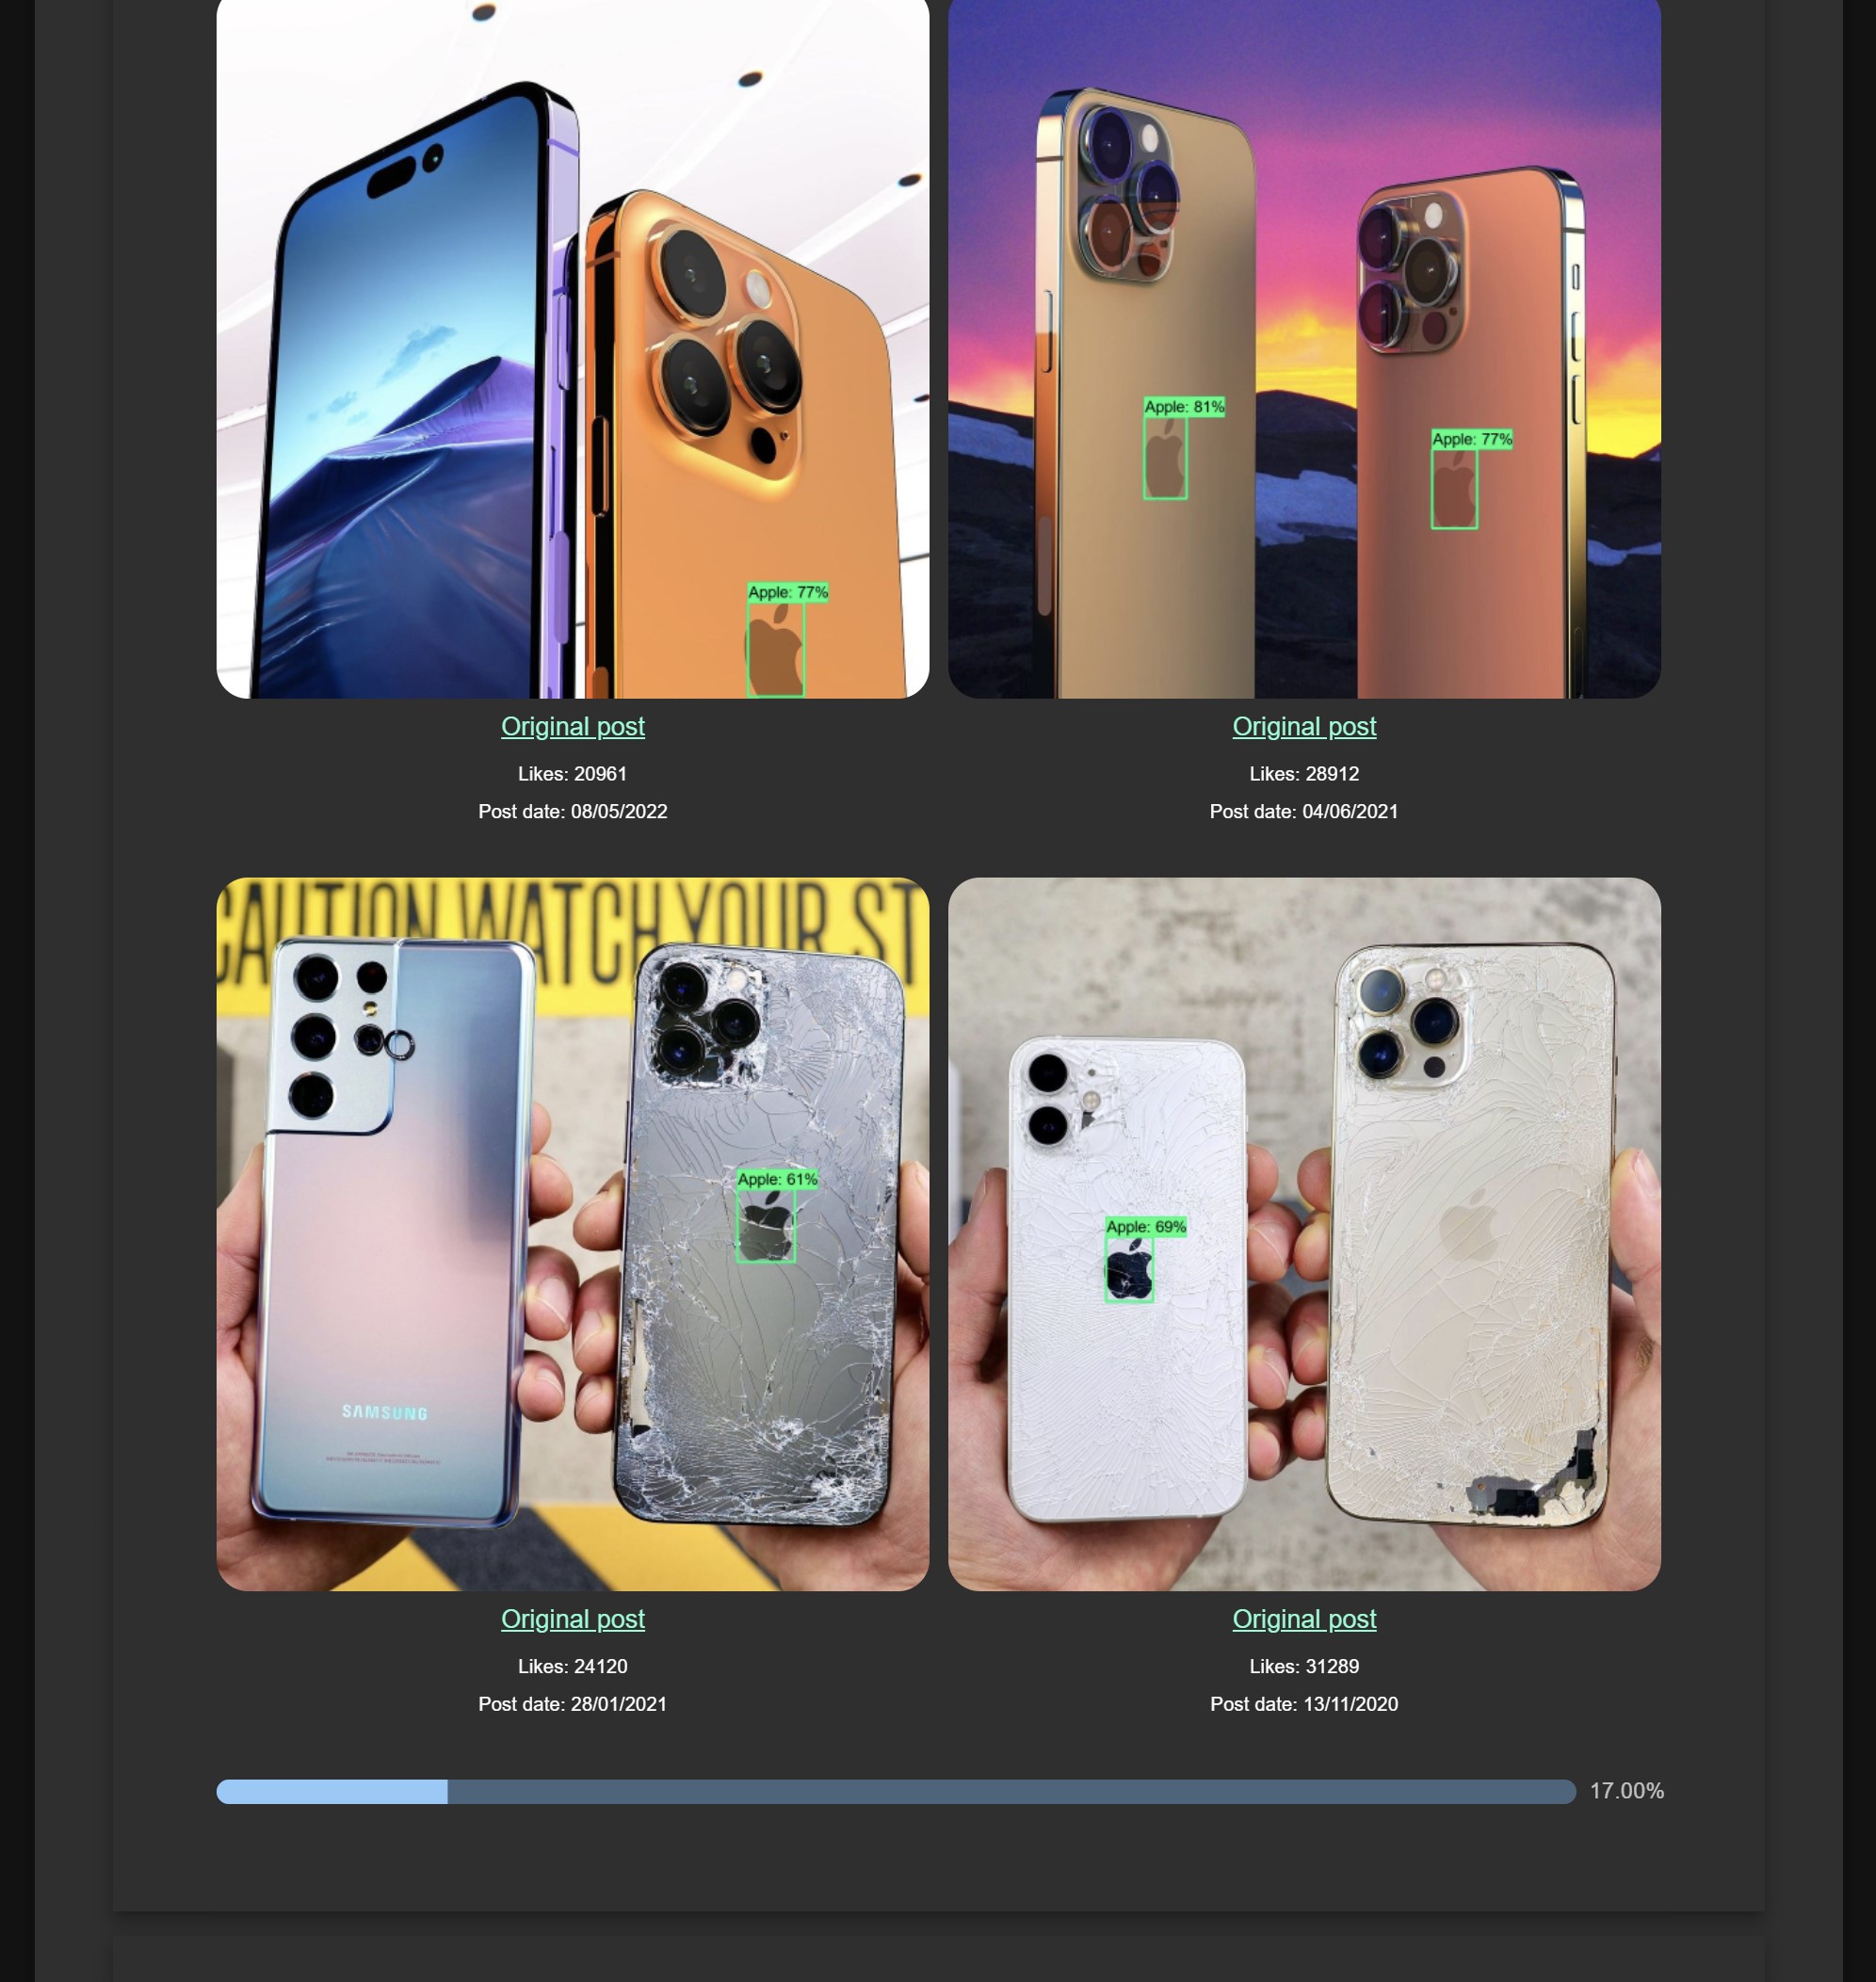 Apple: 81%
Apple: 77%
Apple: 77%
Original post
Original post
Likes: 20961
Likes: 28912
Post date: 08/05/2022
Post date: 04/06/2021
CAUTION WATCH YOUR ST
Apple: 61%
Apple: 69%
SAMSUNG
Original post
Original post
Likes: 24120
Likes: 31289
Post date: 28/01/2021
Post date: 13/11/2020
17.00%